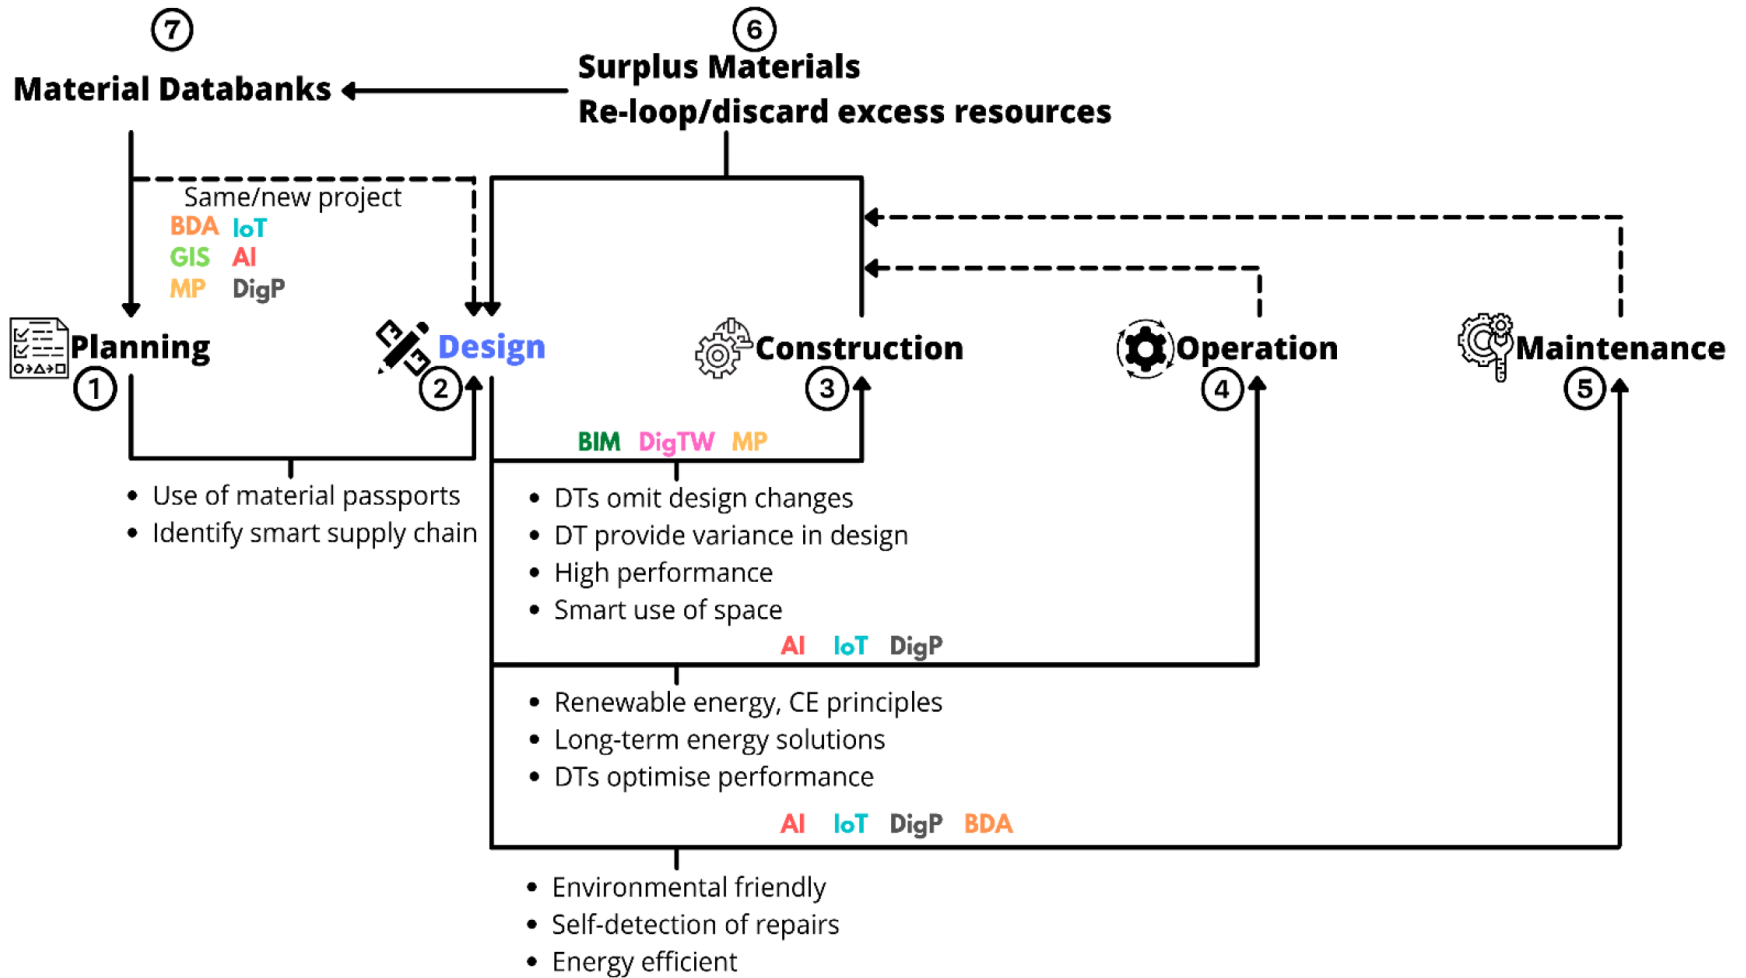 7
6
Material Databanks
Surplus Materials
Re-loop/discard excess resources
Same/new project
BDA IoT
GIS AI
MP DigP
Planning
1
Design
2
Construction
3
Operation
4
Maintenance
5
• Use of material passports
• Identify smart supply chain
BIM DigTW MP
• DTs omit design changes
• DT provide variance in design
• High performance
• Smart use of space
AI IoT DigP
• Renewable energy, CE principles
• Long-term energy solutions
• DTs optimise performance
AI IoT DigP BDA
• Environmental friendly
• Self-detection of repairs
• Energy efficient